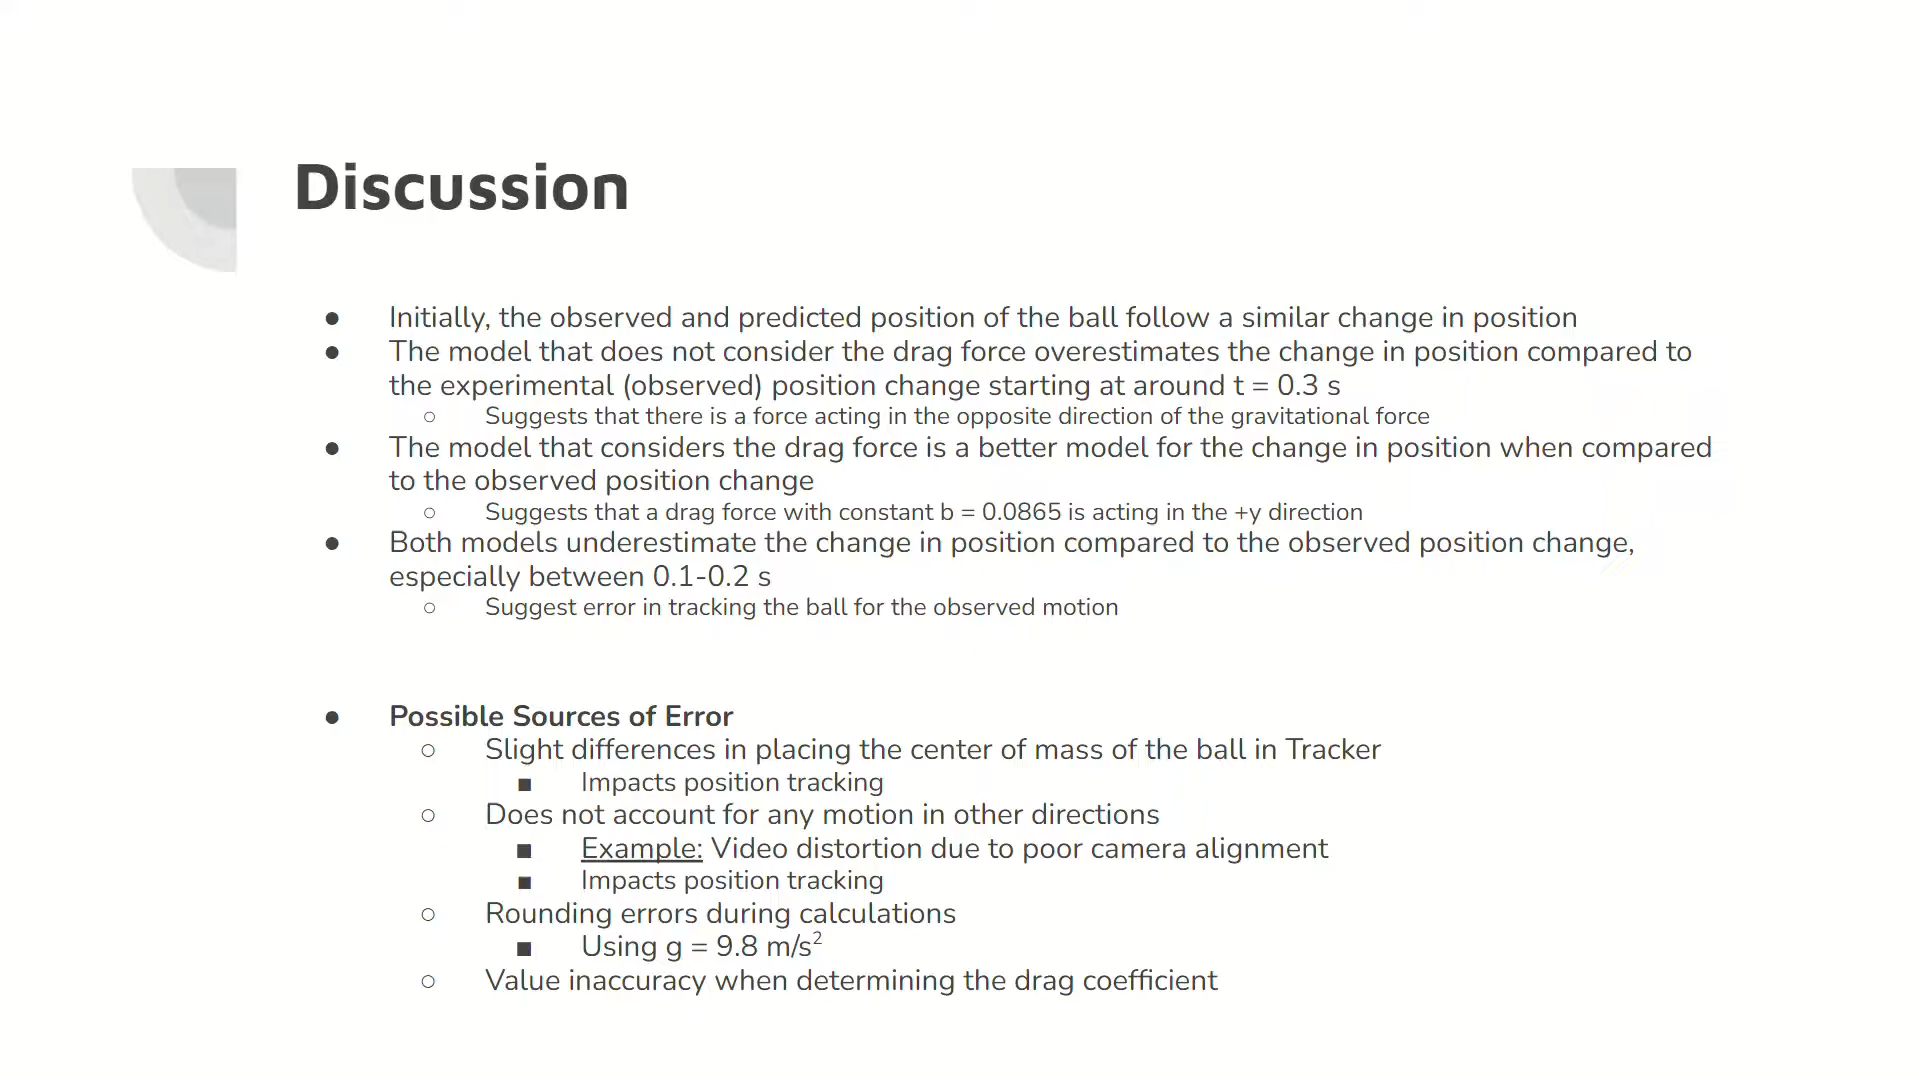 Discussion
● Initially, the observed and predicted position of the ball follow a similar change in position
● The model that does not consider the drag force overestimates the change in position compared to
the experimental (observed) position change starting at around t = 0.3 s
○ Suggests that there is a force acting in the opposite direction of the gravitational force
● The model that considers the drag force is a better model for the change in position when compared
to the observed position change
○ Suggests that a drag force with constant b = 0.0865 is acting in the +y direction
● Both models underestimate the change in position compared to the observed position change,
especially between 0.1-0.2 s
○ Suggest error in tracking the ball for the observed motion
● Possible Sources of Error
○ Slight differences in placing the center of mass of the ball in Tracker
■ Impacts position tracking
○ Does not account for any motion in other directions
■ Example: Video distortion due to poor camera alignment
■ Impacts position tracking
○ Rounding errors during calculations
■ Using g = 9.8 m/s²
○ Value inaccuracy when determining the drag coefficient